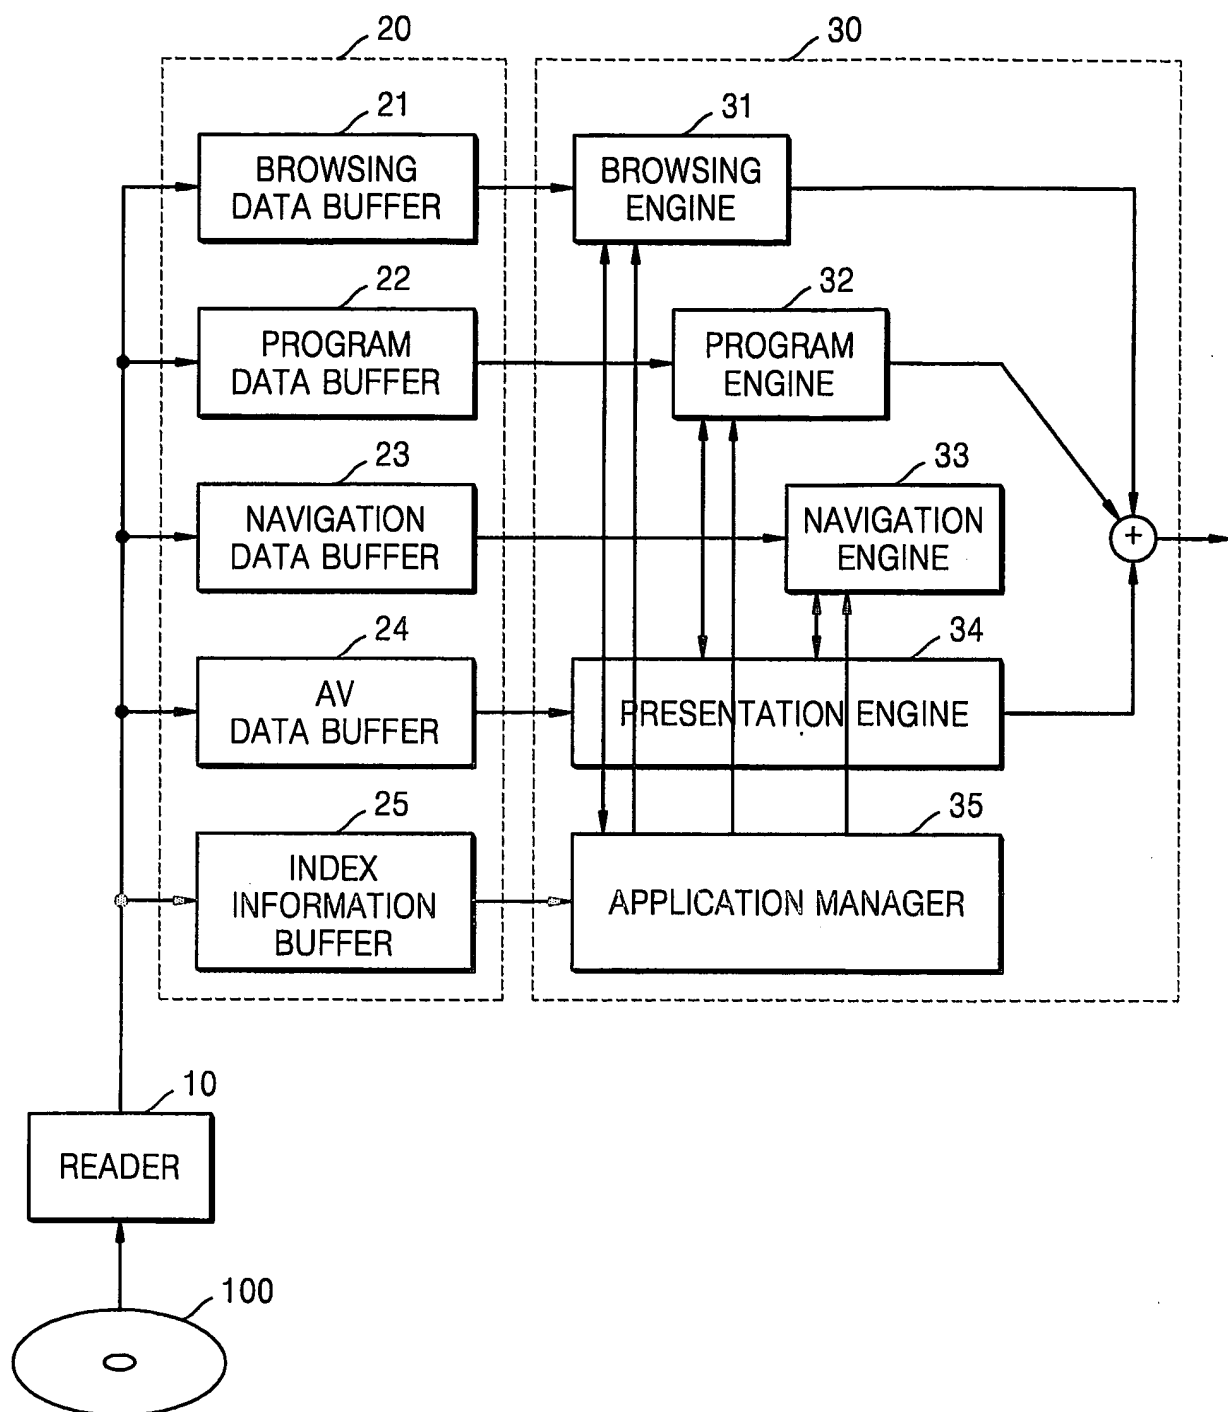 20
30
21
31
BROWSING
DATA BUFFER
BROWSING
ENGINE
22
32
PROGRAM
DATA BUFFER
PROGRAM
ENGINE
23
33
NAVIGATION
DATA BUFFER
NAVIGATION
ENGINE
+
24
34
AV
DATA BUFFER
PRESENTATION ENGINE
25
35
INDEX
INFORMATION
BUFFER
APPLICATION MANAGER
10
READER
100